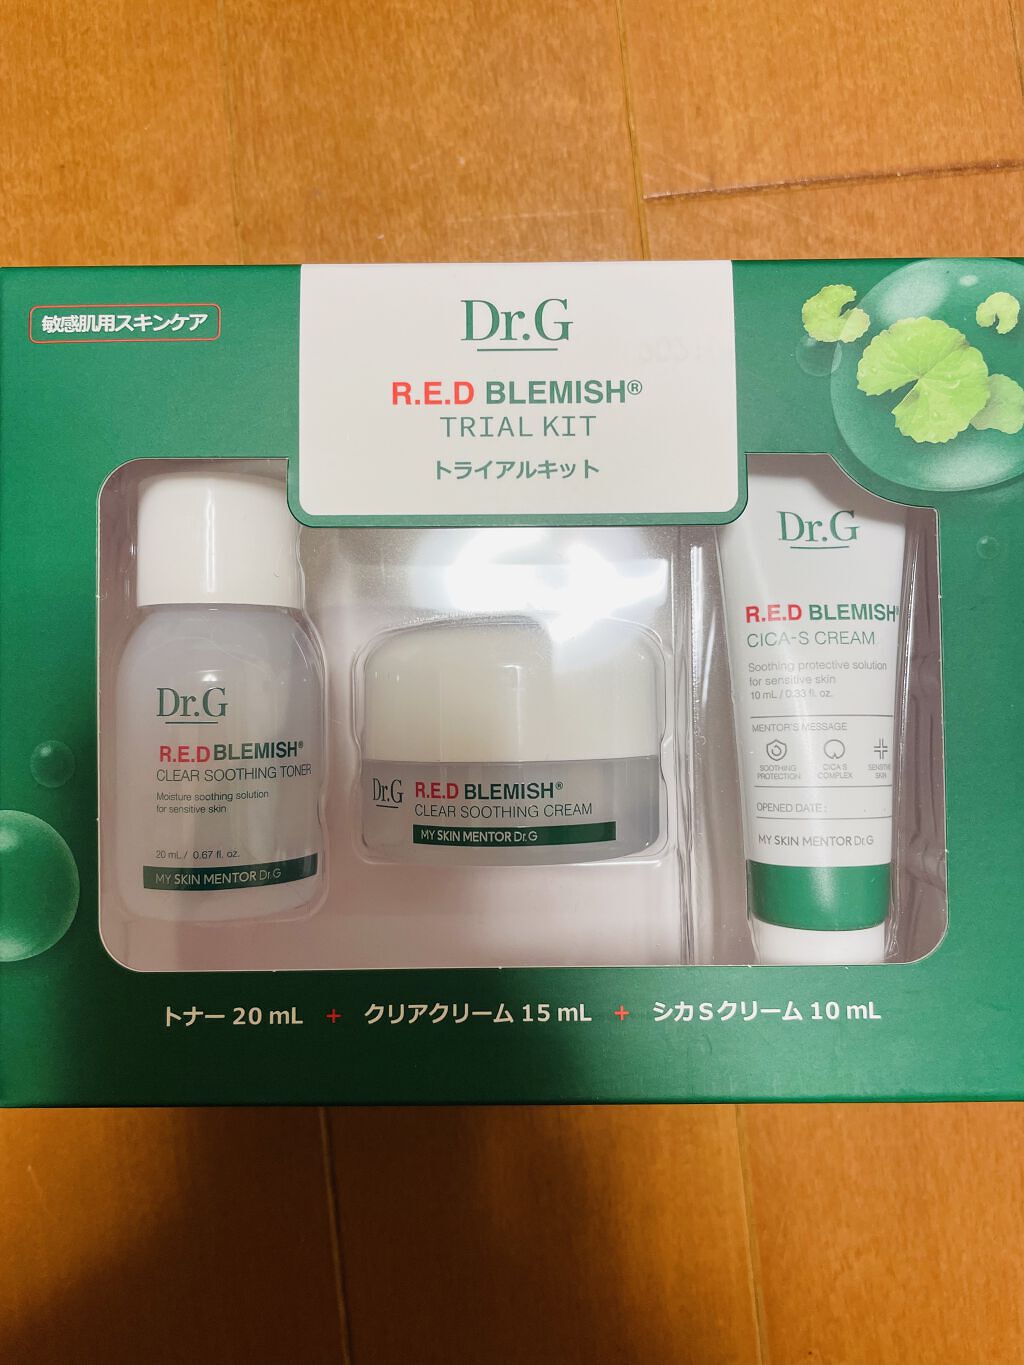 敏感肌用スキンケア
Dr.G
R.E.D BLEMISH®
TRIAL KIT
トライアルキット
Dr.G
R.E.D BLEMISH®
CLEAR SOOTHING TONER
Moisture soothing solution
for sensitive skin
20 mL / 0.67 fl. oz.
MY SKIN MENTOR Dr.G
Dr.G
R.E.D BLEMISH®
CLEAR SOOTHING CREAM
MY SKIN MENTOR Dr.G
Dr.G
R.E.D BLEMISH®
CICA-S CREAM
Soothing protective solution
for sensitive skin
10 mL / 0.33 fl. oz.
MENTOR'S MESSAGE
SOOTHING
PROTECTION
CICA S
COMPLEX
SKIN
OPENED DATE :
MY SKIN MENTOR Dr.G
トナー 20 mL + クリアクリーム 15 mL + シカSクリーム 10 mL